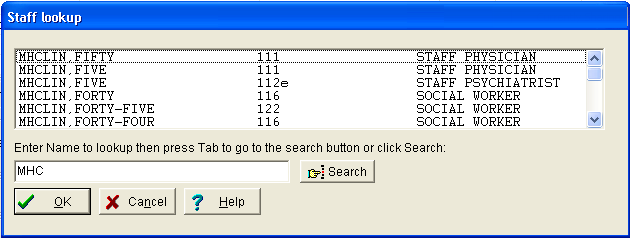 Staff lookup
MHCLIN,FIFTY 111 STAFF PHYSICIAN
MHCLIN,FIVE 111 STAFF PHYSICIAN
MHCLIN,FIVE 112e STAFF PSYCHIATRIST
MHCLIN,FORTY 116 SOCIAL WORKER
MHCLIN,FORTY-FIVE 122 SOCIAL WORKER
MHCLIN,FORTY-FOUR 116 SOCIAL WORKER
Enter Name to lookup then press Tab to go to the search button or click Search:
MHC Search
OK Cancel ? Help